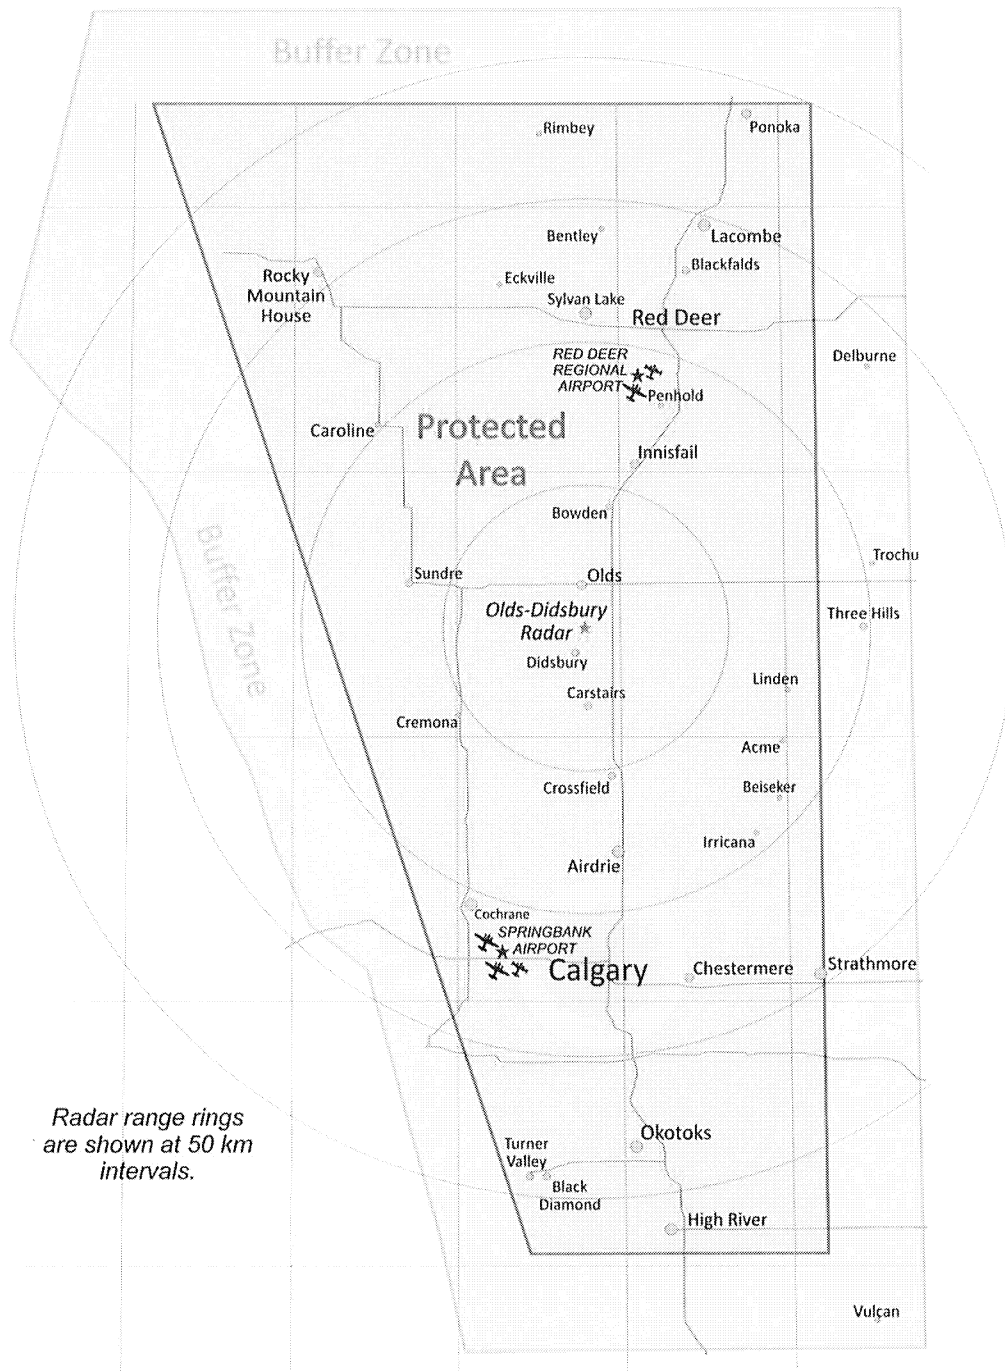 Buffer Zone
Rimbey
Ponoka
Bentley
Lacombe
Blackfalds
Rocky
Mountain
House
Eckville
Sylvan Lake
Red Deer
RED DEER
REGIONAL
AIRPORT
Delburne
Penhold
Caroline
Protected
Area
Innisfail
Bowden
Buffer Zone
Trochu
Sundre
Olds
Olds-Didsbury
Radar
Three Hills
Didsbury
Linden
Carstairs
Cremona
Acme
Crossfield
Beiseker
Irricana
Airdrie
Cochrane
SPRINGBANK
AIRPORT
Calgary
Chestermere
Strathmore
Radar range rings
are shown at 50 km
intervals.
Okotoks
Turner
Valley
Black
Diamond
High River
Vulcan